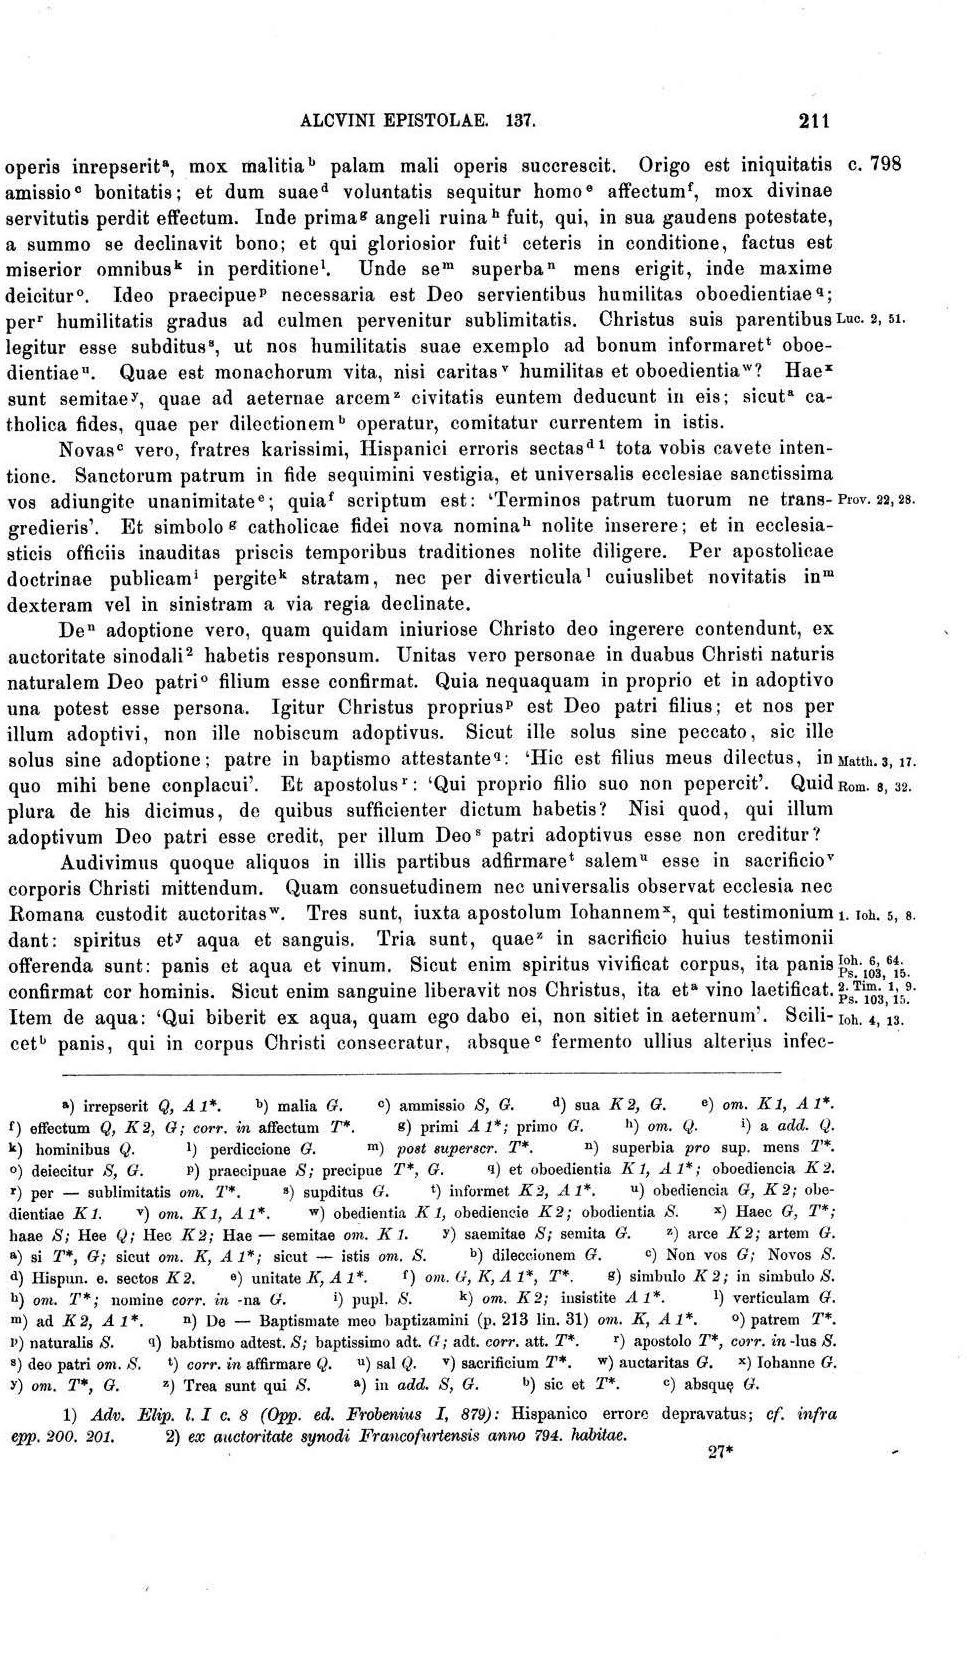 ALCVINI EPISTOLAE. 137. 211
operis inrepserit a, mox malitia b palam mali operis succrescit. Origo est iniquitatis c. 798
amissio c bonitatis; et dum suae d voluntatis sequitur homo e affectum f, mox divinae
servitutis perdit effectum. Inde prima g angeli ruina h fuit, qui, in sua gaudens potestate,
a summo se declinavit bono; et qui gloriosior fuit i ceteris in conditione, factus est
miserior omnibus k in perditione l. Unde se m superba n mens erigit, inde maxime
deicitur o. Ideo praecipue p necessaria est Deo servientibus humilitas oboedientiae q;
per r humilitatis gradus ad culmen pervenitur sublimitatis. Christus suis parentibus Luc. 2, 51.
legitur esse subditus s, ut nos humilitatis suae exemplo ad bonum informaret t oboe-
dientiae u. Quae est monachorum vita, nisi caritas v humilitas et oboedientia w? Hae x
sunt semitae y, quae ad aeternae arcem z civitatis euntem deducunt in eis; sicut a ca-
tholica fides, quae per dilectionem b operatur, comitatur currentem in istis.
Novas c vero, fratres karissimi, Hispanici erroris sectas d 1 tota vobis cavete inten-
tione. Sanctorum patrum in fide sequimini vestigia, et universalis ecclesiae sanctissima
vos adiungite unanimitate e; quia f scriptum est: ‘Terminos patrum tuorum ne trans- Prov. 22, 28.
gredieris’. Et simbolo g catholicae fidei nova nomina h nolite inserere; et in ecclesia-
sticis officiis inauditas priscis temporibus traditiones nolite diligere. Per apostolicae
doctrinae publicam i pergite k stratam, nec per diverticula l cuiuslibet novitatis in m
dexteram vel in sinistram a via regia declinate.
De n adoptione vero, quam quidam iniuriose Christo deo ingerere contendunt, ex
auctoritate sinodali 2 habetis responsum. Unitas vero personae in duabus Christi naturis
naturalem Deo patri o filium esse confirmat. Quia nequaquam in proprio et in adoptivo
una potest esse persona. Igitur Christus proprius p est Deo patri filius; et nos per
illum adoptivi, non ille nobiscum adoptivus. Sicut ille solus sine peccato, sic ille
solus sine adoptione; patre in baptismo attestante q: ‘Hic est filius meus dilectus, in Matth. 3, 17.
quo mihi bene conplacui’. Et apostolus r: ‘Qui proprio filio suo non pepercit’. Quid Rom. 8, 32.
plura de his dicimus, de quibus sufficienter dictum habetis? Nisi quod, qui illum
adoptivum Deo patri esse credit, per illum Deo s patri adoptivus esse non creditur?
Audivimus quoque aliquos in illis partibus adfirmare t salem u esse in sacrificio v
corporis Christi mittendum. Quam consuetudinem nec universalis observat ecclesia nec
Romana custodit auctoritas w. Tres sunt, iuxta apostolum Iohannem x, qui testimonium 1. Ioh. 5, 8.
dant: spiritus et y aqua et sanguis. Tria sunt, quae z in sacrificio huius testimonii
offerenda sunt: panis et aqua et vinum. Sicut enim spiritus vivificat corpus, ita panis Ioh. 6, 64. Ps. 103, 15.
confirmat cor hominis. Sicut enim sanguine liberavit nos Christus, ita et a vino laetificat. 2. Tim. 1, 9. Ps. 103, 15.
Item de aqua: ‘Qui biberit ex aqua, quam ego dabo ei, non sitiet in aeternum’. Scili- Ioh. 4, 13.
cet b panis, qui in corpus Christi consecratur, absque c fermento ullius alterius infec-
a) irrepserit Q, A 1*. b) malia G. c) ammissio S, G. d) sua K 2, G. e) om. K 1, A 1*.
f) effectum Q, K 2, G; corr. in affectum T*. g) primi A 1*; primo G. h) om. Q. i) a add. Q.
k) hominibus Q. l) perdiccione G. m) post superscr. T*. n) superbia pro sup. mens T*.
o) deiecitur S, G. p) praecipuae S; precipue T*, G. q) et oboedientia K 1, A 1*; oboediencia K 2.
r) per — sublimitatis om. T*. s) supditus G. t) informet K 2, A 1*. u) obediencia G, K 2; obe-
dientiae K 1. v) om. K 1, A 1*. w) obedientia K 1, obediencie K 2; obodientia S. x) Haec G, T*;
haae S; Hee Q; Hec K 2; Hae — semitae om. K 1. y) saemitae S; semita G. z) arce K 2; artem G.
a) si T*, G; sicut om. K, A 1*; sicut — istis om. S. b) dileccionem G. c) Non vos G; Novos S.
d) Hispun. e. sectos K 2. e) unitate K, A 1*. f) om. G, K, A 1*, T*. g) simbulo K 2; in simbulo S.
h) om. T*; nomine corr. in -na G. i) pupl. S. k) om. K 2; insistite A 1*. l) verticulam G.
m) ad K 2, A 1*. n) De — Baptismate meo baptizamini (p. 213 lin. 31) om. K, A 1*. o) patrem T*.
p) naturalis S. q) babtismo adtest. S; baptissimo adt. G; adt. corr. att. T*. r) apostolo T*, corr. in -lus S.
s) deo patri om. S. t) corr. in affirmare Q. u) sal Q. v) sacrificium T*. w) auctaritas G. x) Iohanne G.
y) om. T*, G. z) Trea sunt qui S. a) in add. S, G. b) sic et T*. c) absquę G.
1) Adv. Elip. l. I c. 8 (Opp. ed. Frobenius I, 879): Hispanico errore depravatus; cf. infra
epp. 200. 201. 2) ex auctoritate synodi Francofurtensis anno 794. habitae.
27*